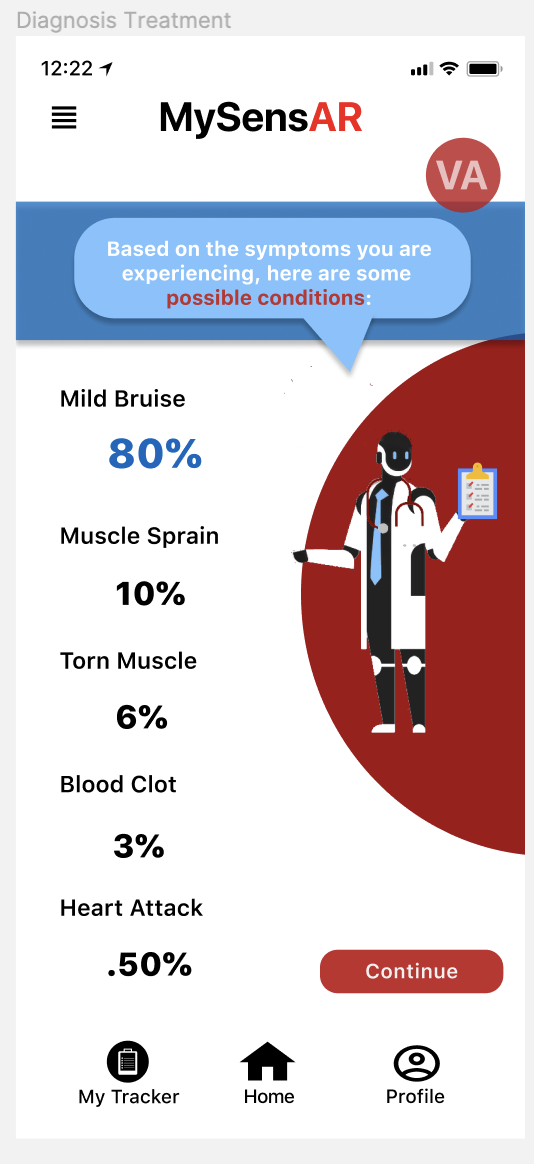 Diagnosis Treatment
12:22
MySensAR
VA
Based on the symptoms you are
experiencing, here are some
possible conditions:
Mild Bruise
80%
Muscle Sprain
10%
Torn Muscle
6%
Blood Clot
3%
Heart Attack
.50%
Continue
My Tracker
Home
Profile